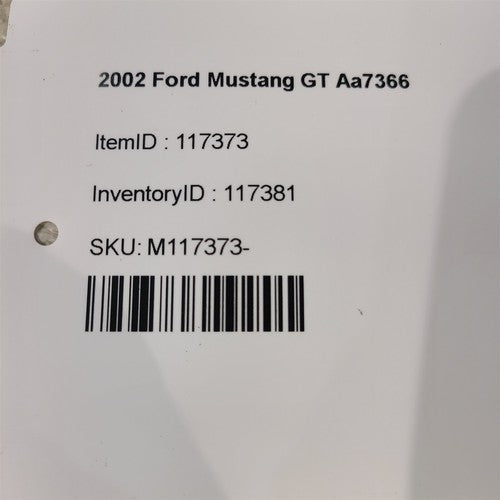 2002 Ford Mustang GT Aa7366
ItemID : 117373
InventoryID : 117381
SKU: M117373-